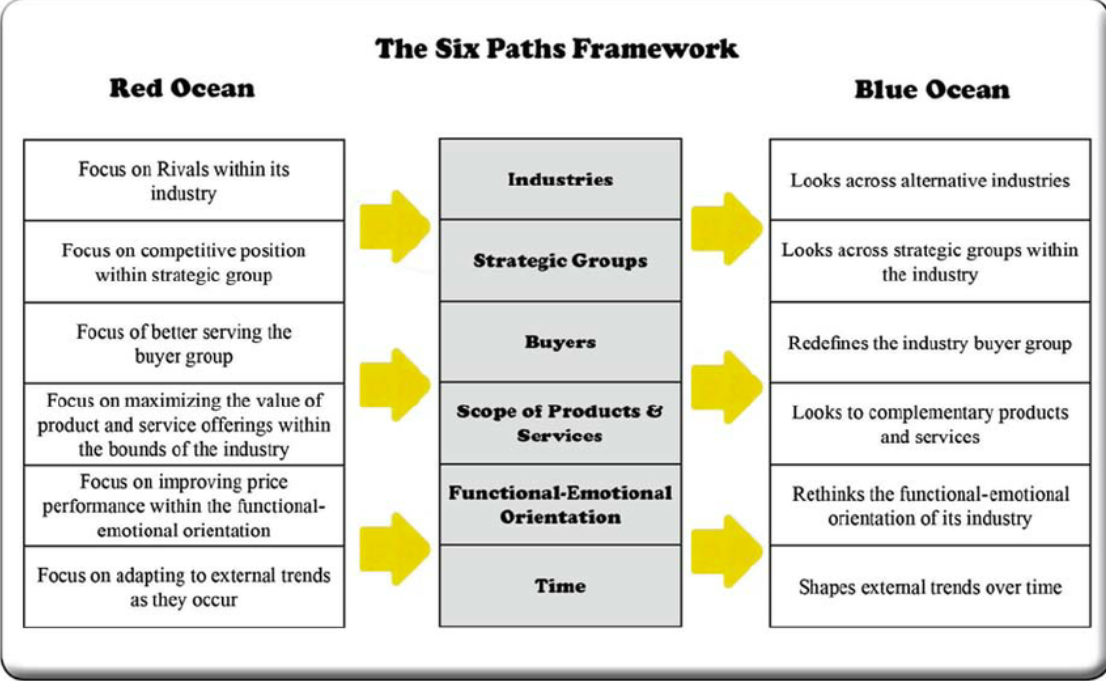 The Six Paths Framework
Red Ocean
Blue Ocean
Focus on Rivals within its
industry
Industries
Looks across alternative industries
Focus on competitive position
within strategic group
Strategic Groups
Looks across strategic groups within
the industry
Focus of better serving the
buyer group
Buyers
Redefines the industry buyer group
Focus on maximizing the value of
product and service offerings within
the bounds of the industry
Scope of Products &
Services
Looks to complementary products
and services
Focus on improving price
performance within the functional-
emotional orientation
Functional-Emotional
Orientation
Rethinks the functional-emotional
orientation of its industry
Focus on adapting to external trends
as they occur
Time
Shapes external trends over time